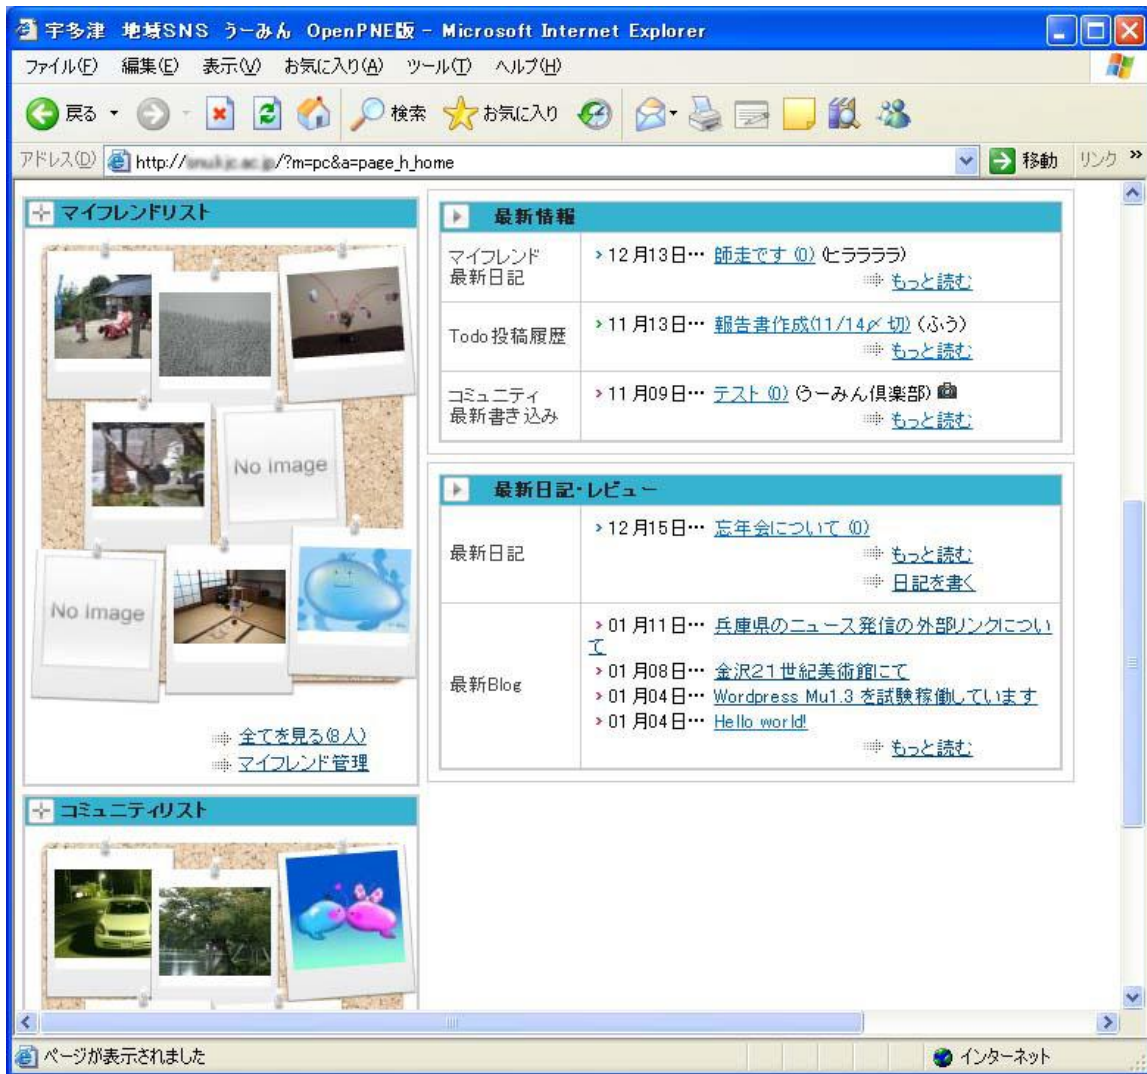 宇多津 地域SNS うーみん OpenPNE版 - Microsoft Internet Explorer
ファイル(F) 編集(E) 表示(V) お気に入り(A) ツール(T) ヘルプ(H)
戻る 検索 お気に入り
アドレス(D) http:// /?m=pc&a=page_h_home 移動 リンク »
マイフレンドリスト
No Image
No Image
全てを見る(8人)
マイフレンド管理
コミュニティリスト
最新情報
マイフレンド
最新日記
12月13日… 師走です (0) (ヒララララ)
もっと読む
Todo投稿履歴
11月13日… 報告書作成(11/14〆切) (ふう)
もっと読む
コミュニティ
最新書き込み
11月09日… テスト (0) (うーみん倶楽部)
もっと読む
最新日記・レビュー
最新日記
12月15日… 忘年会について (0)
もっと読む
日記を書く
最新Blog
01月11日… 兵庫県のニュース発信の外部リンクについ
て
01月08日… 金沢21世紀美術館にて
01月04日… Wordpress Mu1.3 を試験稼働しています
01月04日… Hello world!
もっと読む
ページが表示されました インターネット